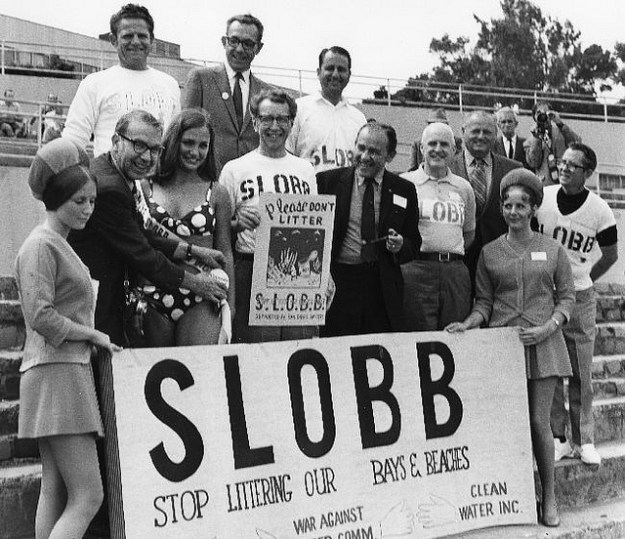 SLOBB
SLOBB
SLOBB
Please DON'T
LITTER
S.L.O.B.B.
LOBB
LOBB
SLOBB
STOP LITTERING OUR BAYS & BEACHES
WAR AGAINST
COMM
CLEAN
WATER INC.